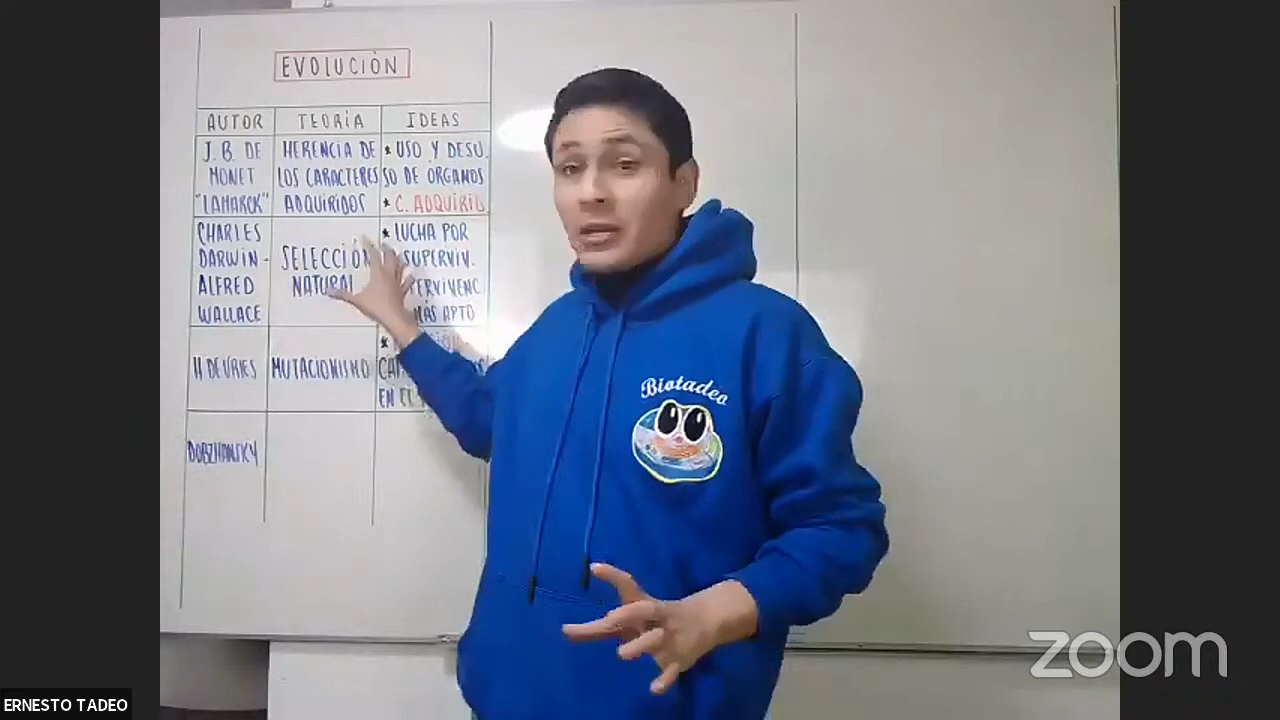 EVOLUCIÓN
AUTOR TEORÍA IDEAS
J. B. DE
MONET
"LAMARCK"
HERENCIA DE
LOS CARACTERES
ADQUIRIDOS
* USO Y DESU.
SO DE ORGANOS
* C. ADQUIRID
CHARLES
DARWIN -
ALFRED
WALLACE
SELECCIÓN
NATURAL
* LUCHA POR
SUPERVIV.
MÁS APTO
H DEVRIES
MUTACIONISMO
EN EL
DOBZHANSKY
Biotadeo
zoom
ERNESTO TADEO